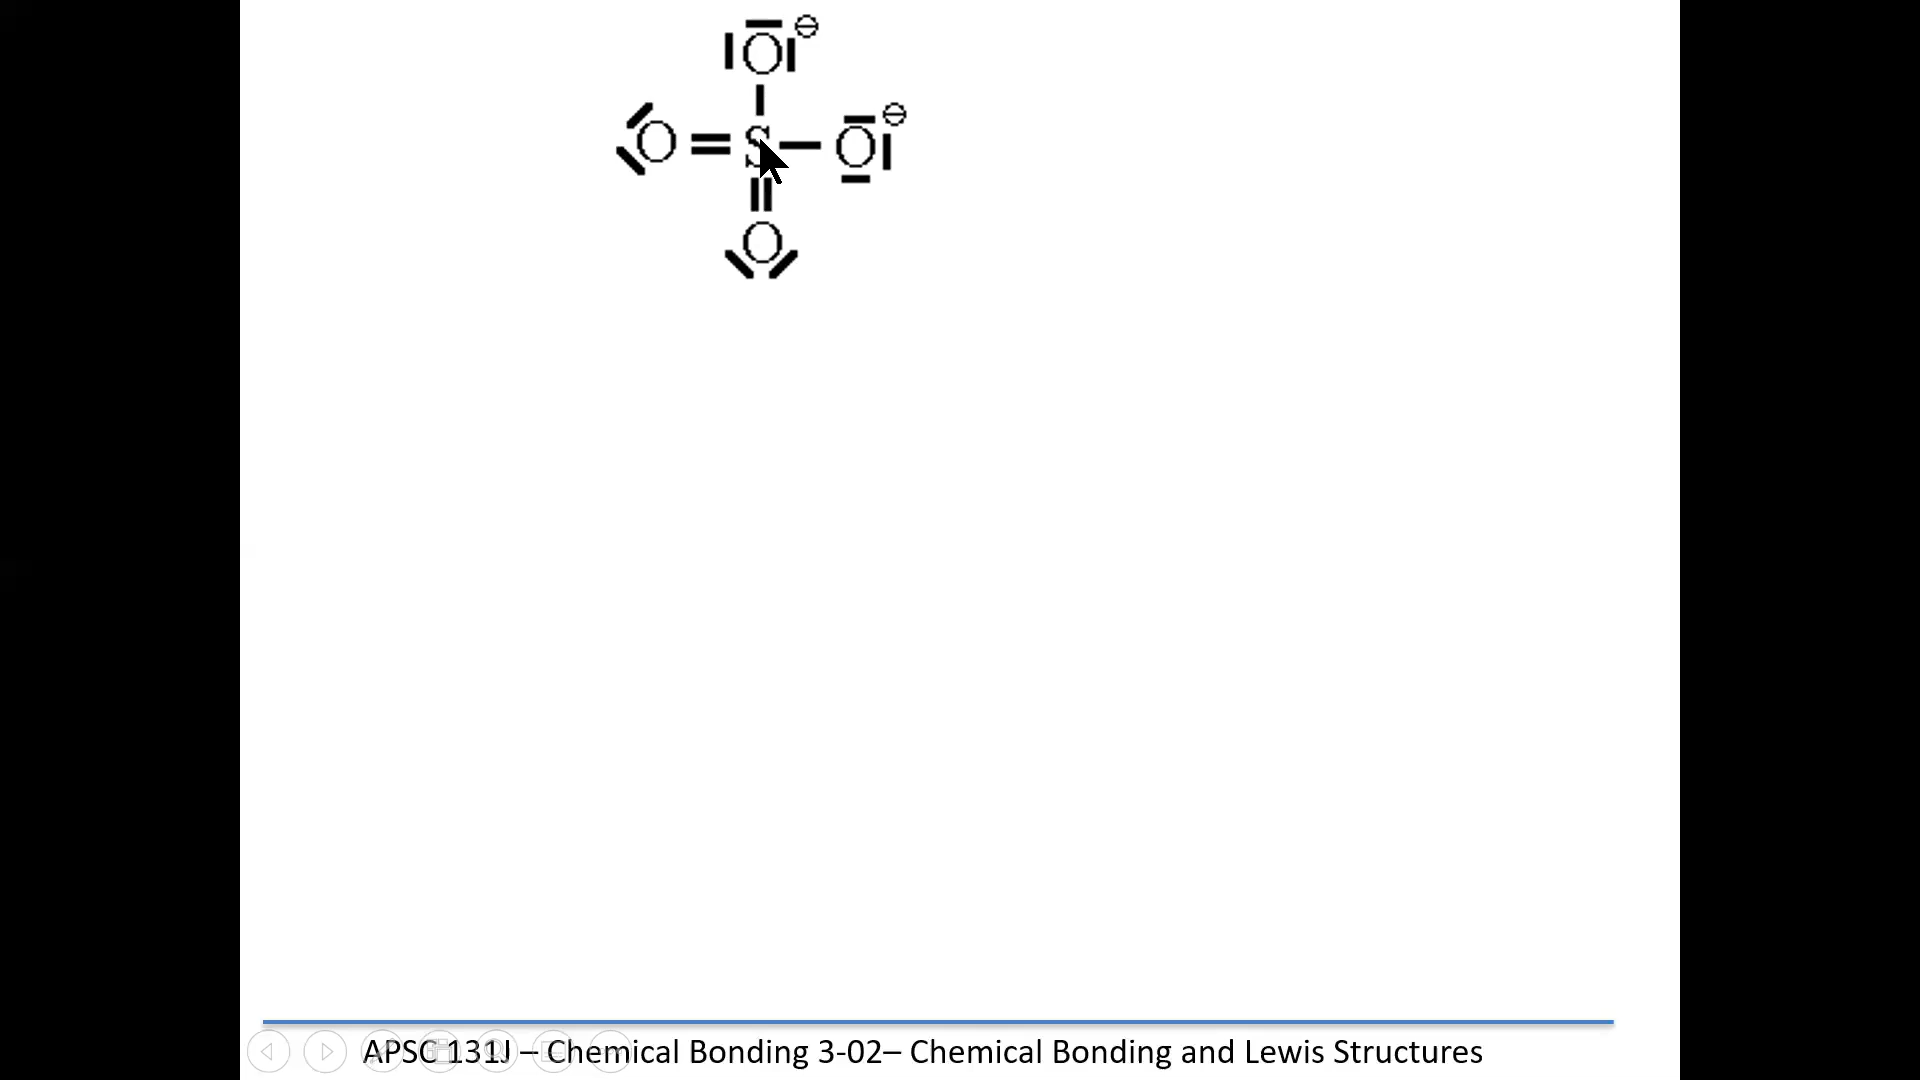 O⊖
O=S–O⊖
O
APSC 131J – Chemical Bonding 3-02– Chemical Bonding and Lewis Structures